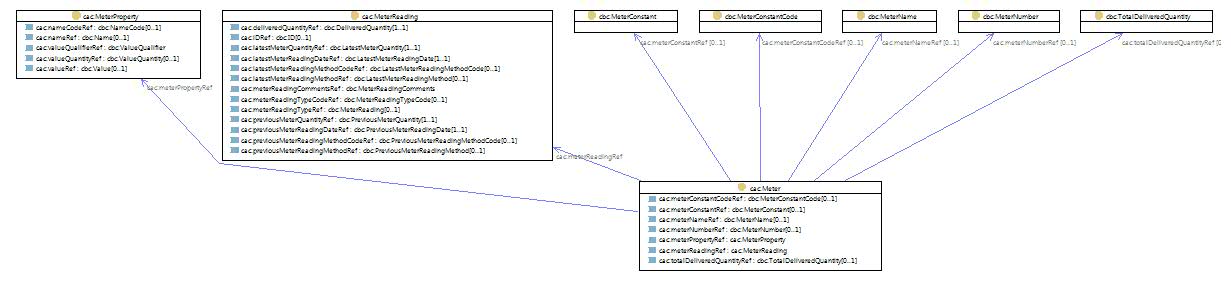 cac:MeterProperty
cac:nameCodeRef : cbc:NameCode[0..1]
cac:nameRef : cbc:Name[0..1]
cac:valueQualifierRef : cbc:ValueQualifier
cac:valueQuantityRef : cbc:ValueQuantity[0..1]
cac:valueRef : cbc:Value[0..1]
cac:MeterReading
cac:deliveredQuantityRef : cbc:DeliveredQuantity[1..1]
cac:IDRef : cbc:ID[0..1]
cac:latestMeterQuantityRef : cbc:LatestMeterQuantity[1..1]
cac:latestMeterReadingDateRef : cbc:LatestMeterReadingDate[1..1]
cac:latestMeterReadingMethodCodeRef : cbc:LatestMeterReadingMethodCode[0..1]
cac:latestMeterReadingMethodRef : cbc:LatestMeterReadingMethod[0..1]
cac:meterReadingCommentsRef : cbc:MeterReadingComments
cac:meterReadingTypeCodeRef : cbc:MeterReadingTypeCode[0..1]
cac:meterReadingTypeRef : cbc:MeterReading[0..1]
cac:previousMeterQuantityRef : cbc:PreviousMeterQuantity[1..1]
cac:previousMeterReadingDateRef : cbc:PreviousMeterReadingDate[1..1]
cac:previousMeterReadingMethodCodeRef : cbc:PreviousMeterReadingMethodCode[0..1]
cac:previousMeterReadingMethodRef : cbc:PreviousMeterReadingMethod[0..1]
cbc:MeterConstant
cbc:MeterConstantCode
cbc:MeterName
cbc:MeterNumber
cbc:TotalDeliveredQuantity
cac:meterConstantRef [0..1]
cac:meterConstantCodeRef [0..1]
cac:meterNameRef [0..1]
cac:meterNumberRef [0..1]
cac:totalDeliveredQuantityRef [0
cac:meterPropertyRef
cac:meterReadingRef
cac:Meter
cac:meterConstantCodeRef : cbc:MeterConstantCode[0..1]
cac:meterConstantRef : cbc:MeterConstant[0..1]
cac:meterNameRef : cbc:MeterName[0..1]
cac:meterNumberRef : cbc:MeterNumber[0..1]
cac:meterPropertyRef : cac:MeterProperty
cac:meterReadingRef : cac:MeterReading
cac:totalDeliveredQuantityRef : cbc:TotalDeliveredQuantity[0..1]